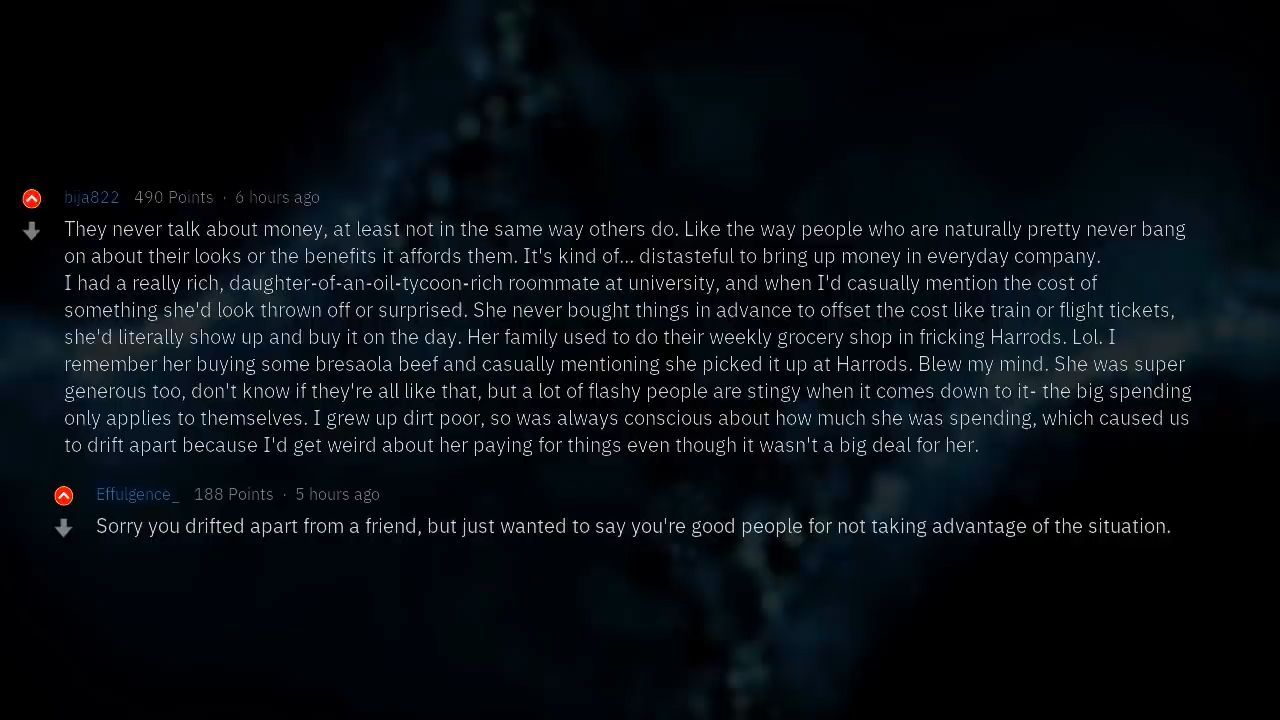 bija822 490 Points · 6 hours ago
They never talk about money, at least not in the same way others do. Like the way people who are naturally pretty never bang
on about their looks or the benefits it affords them. It's kind of... distasteful to bring up money in everyday company.
I had a really rich, daughter-of-an-oil-tycoon-rich roommate at university, and when I'd casually mention the cost of
something she'd look thrown off or surprised. She never bought things in advance to offset the cost like train or flight tickets,
she'd literally show up and buy it on the day. Her family used to do their weekly grocery shop in fricking Harrods. Lol. I
remember her buying some bresaola beef and casually mentioning she picked it up at Harrods. Blew my mind. She was super
generous too, don't know if they're all like that, but a lot of flashy people are stingy when it comes down to it- the big spending
only applies to themselves. I grew up dirt poor, so was always conscious about how much she was spending, which caused us
to drift apart because I'd get weird about her paying for things even though it wasn't a big deal for her.
Effulgence_ 188 Points · 5 hours ago
Sorry you drifted apart from a friend, but just wanted to say you're good people for not taking advantage of the situation.